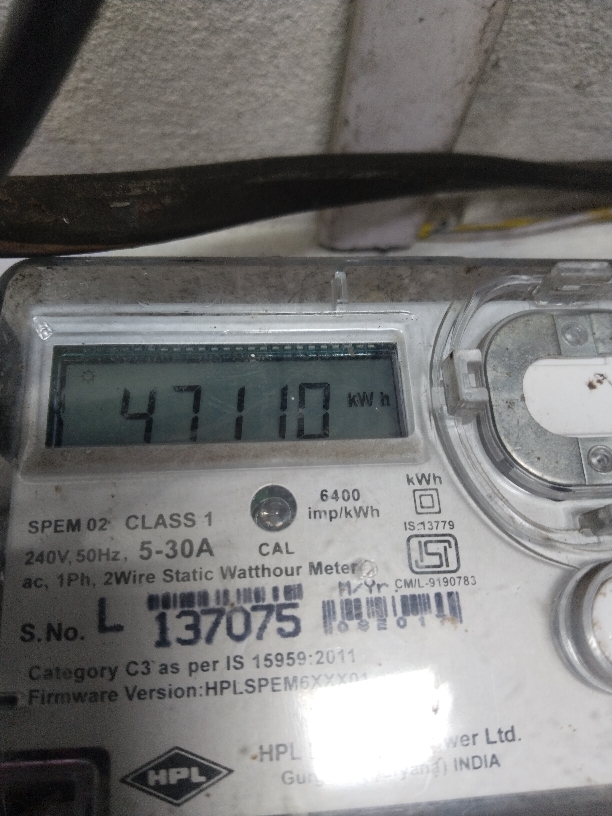 47110 kWh
6400 imp/kWh
kWh
SPEM 02 CLASS 1
IS:13779
240V, 50Hz, 5-30A
CAL
ac, 1Ph, 2Wire Static Watthour Meter
M/Yr.
CM/L-9190783
S.No. L 137075
092017
Category C3 as per IS 15959:2011
Firmware Version:HPLSPEM6XXX01
HPL
HPL Ltd.
INDIA